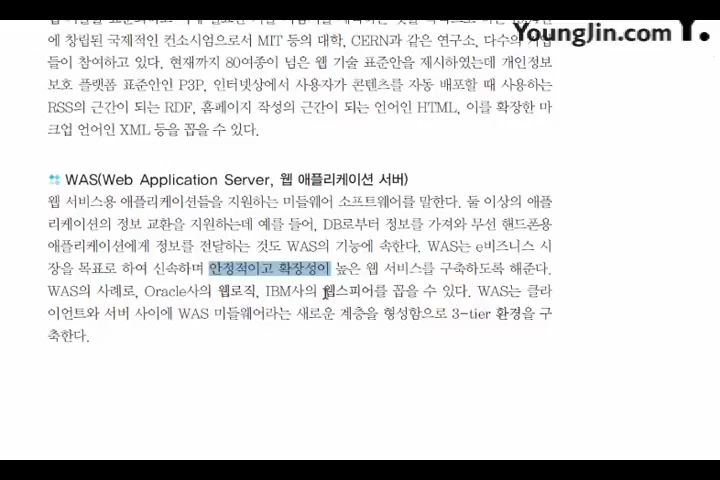 YoungJin.com Y.
에 창립된 국제적인 컨소시엄으로서 MIT 등의 대학, CERN과 같은 연구소, 다수의 기업
들이 참여하고 있다. 현재까지 80여종이 넘은 웹 기술 표준안을 제시하였는데 개인정보
보호 플랫폼 표준안인 P3P, 인터넷상에서 사용자가 콘텐츠를 자동 배포할 때 사용하는
RSS의 근간이 되는 RDF, 홈페이지 작성의 근간이 되는 언어인 HTML, 이를 확장한 마
크업 언어인 XML 등을 꼽을 수 있다.
WAS(Web Application Server, 웹 애플리케이션 서버)
웹 서비스용 애플리케이션들을 지원하는 미들웨어 소프트웨어를 말한다. 둘 이상의 애플
리케이션의 정보 교환을 지원하는데 예를 들어, DB로부터 정보를 가져와 무선 핸드폰용
애플리케이션에게 정보를 전달하는 것도 WAS의 기능에 속한다. WAS는 e비즈니스 시
장을 목표로 하여 신속하며 안정적이고 확장성이 높은 웹 서비스를 구축하도록 해준다.
WAS의 사례로, Oracle사의 웹로직, IBM사의 웹스피어를 꼽을 수 있다. WAS는 클라
이언트와 서버 사이에 WAS 미들웨어라는 새로운 계층을 형성함으로 3-tier 환경을 구
축한다.